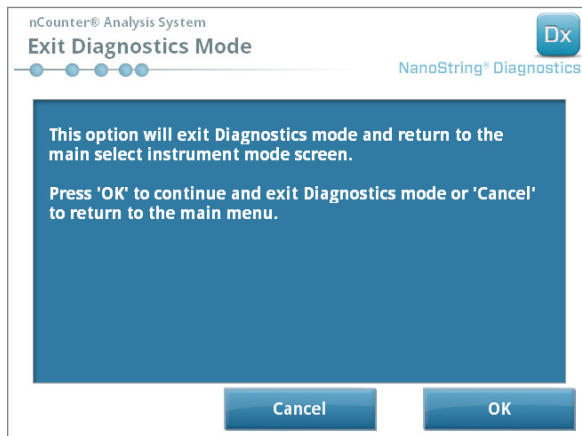 nCounter® Analysis System
Exit Diagnostics Mode
Dx
NanoString® Diagnostics
This option will exit Diagnostics mode and return to the
main select instrument mode screen.
Press 'OK' to continue and exit Diagnostics mode or 'Cancel'
to return to the main menu.
Cancel
OK